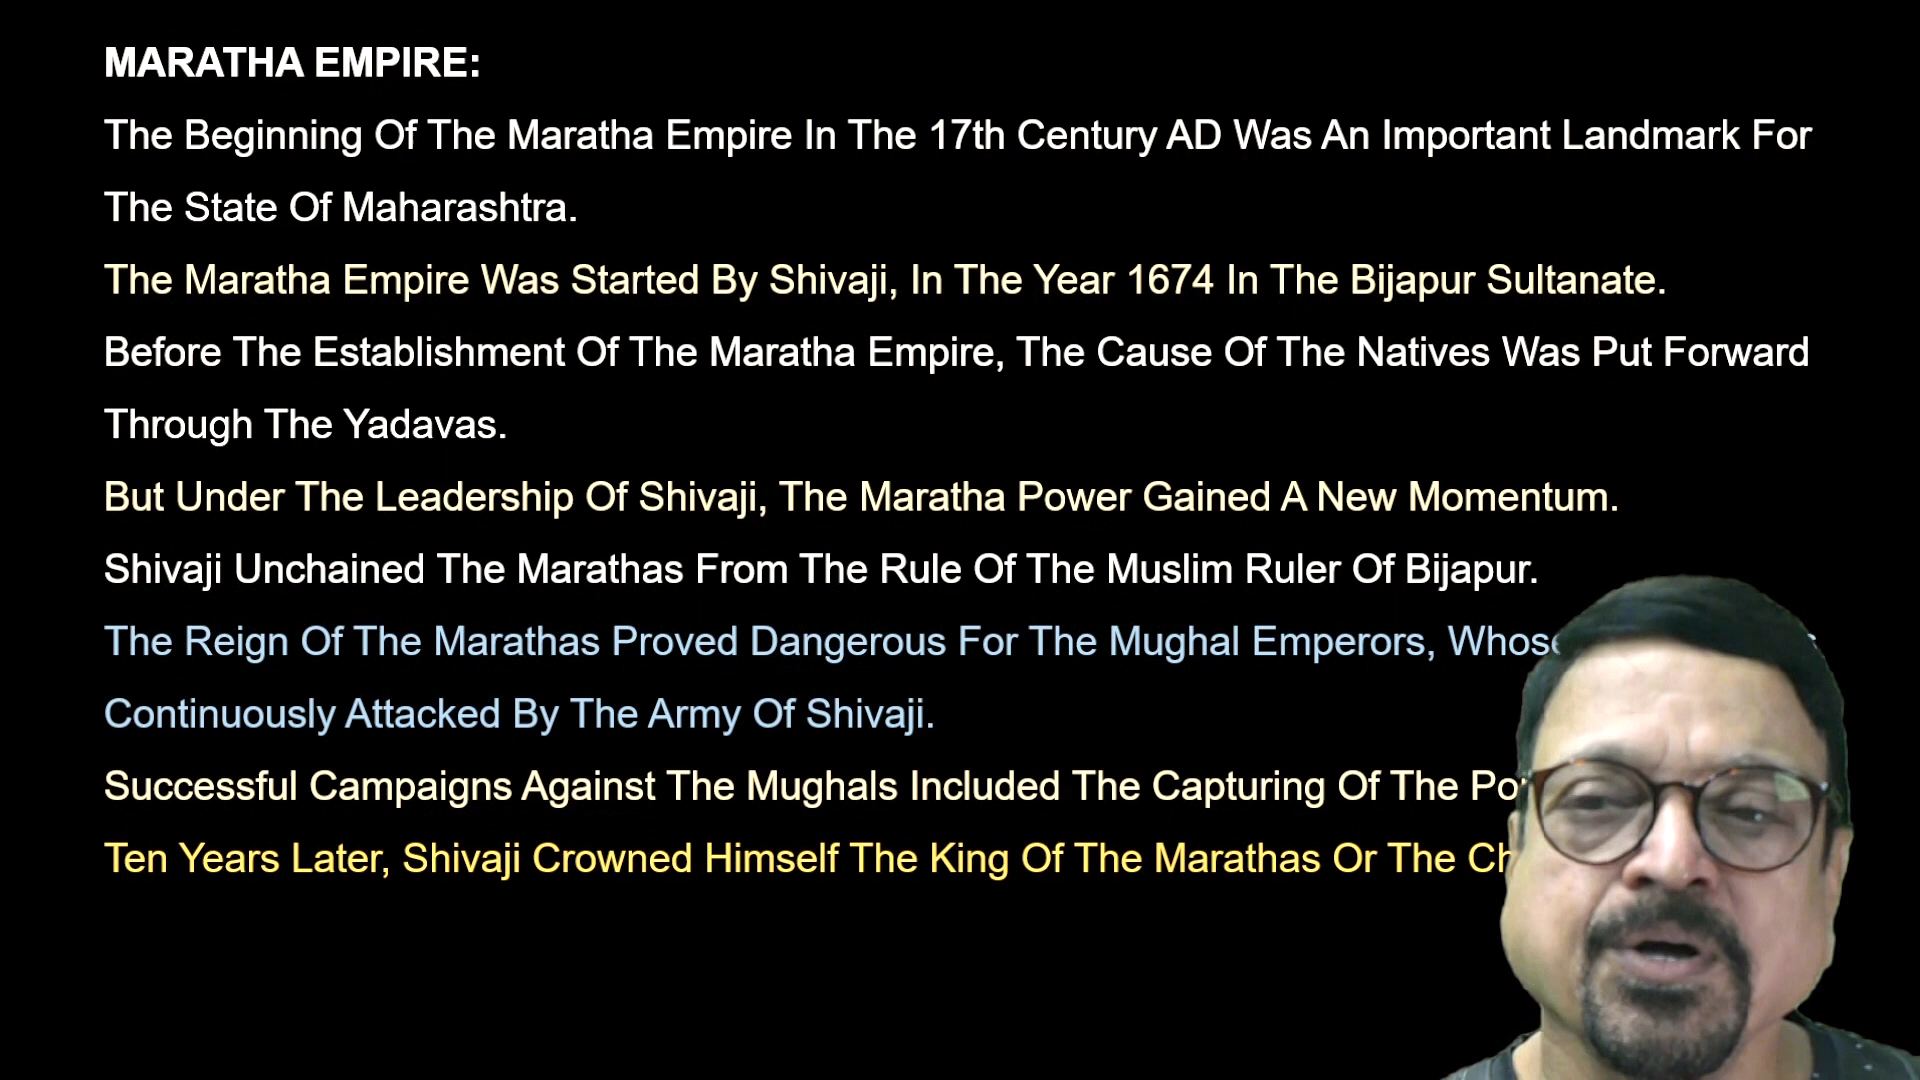 MARATHA EMPIRE:
The Beginning Of The Maratha Empire In The 17th Century AD Was An Important Landmark For
The State Of Maharashtra.
The Maratha Empire Was Started By Shivaji, In The Year 1674 In The Bijapur Sultanate.
Before The Establishment Of The Maratha Empire, The Cause Of The Natives Was Put Forward
Through The Yadavas.
But Under The Leadership Of Shivaji, The Maratha Power Gained A New Momentum.
Shivaji Unchained The Marathas From The Rule Of The Muslim Ruler Of Bijapur.
The Reign Of The Marathas Proved Dangerous For The Mughal Emperors, Whose
Continuously Attacked By The Army Of Shivaji.
Successful Campaigns Against The Mughals Included The Capturing Of The
Ten Years Later, Shivaji Crowned Himself The King Of The Marathas Or The